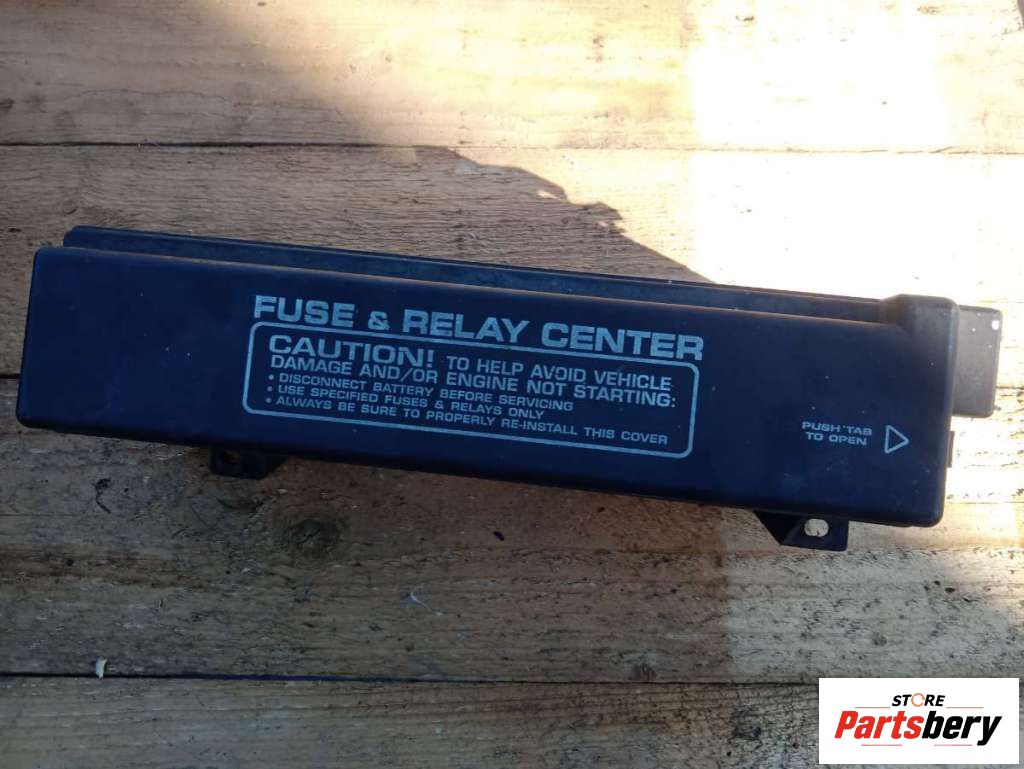 FUSE & RELAY CENTER
CAUTION! TO HELP AVOID VEHICLE
DAMAGE AND/OR ENGINE NOT STARTING:
• DISCONNECT BATTERY BEFORE SERVICING
• USE SPECIFIED FUSES & RELAYS ONLY
• ALWAYS BE SURE TO PROPERLY RE-INSTALL THIS COVER
PUSH TAB
TO OPEN
STORE
Partsbery